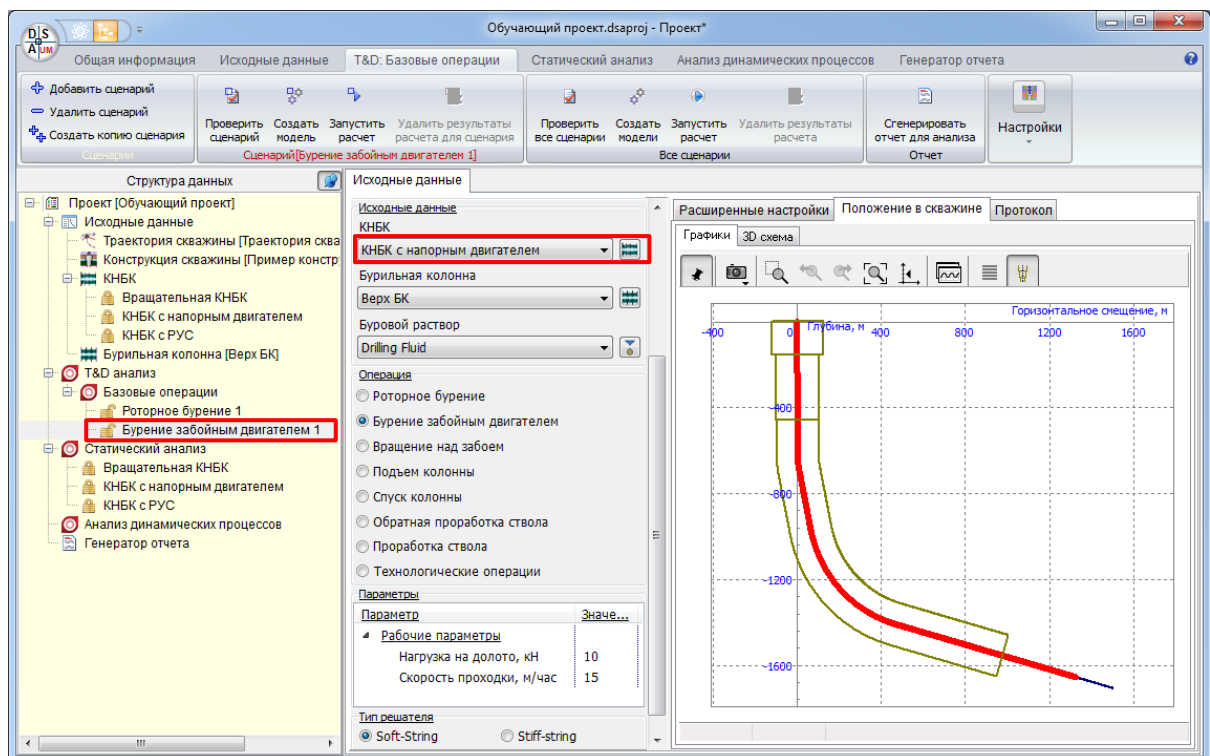 Обучающий проект.dsaproj - Проект*
DS
AUM
Общая информация Исходные данные T&D: Базовые операции Статический анализ Анализ динамических процессов Генератор отчета
Добавить сценарий
Удалить сценарий
Создать копию сценария
Сценарии
Проверить сценарий
Создать модель
Запустить расчет
Удалить результаты расчета для сценария
Сценарий[Бурение забойным двигателем 1]
Проверить все сценарии
Создать модели
Запустить расчет
Удалить результаты расчета
Все сценарии
Сгенерировать отчет для анализа
Отчет
Настройки
Структура данных
Проект [Обучающий проект]
Исходные данные
Траектория скважины [Траектория сква
Конструкция скважины [Пример констр
КНБК
Вращательная КНБК
КНБК с напорным двигателем
КНБК с РУС
Бурильная колонна [Верх БК]
T&D анализ
Базовые операции
Роторное бурение 1
Бурение забойным двигателем 1
Статический анализ
Вращательная КНБК
КНБК с напорным двигателем
КНБК с РУС
Анализ динамических процессов
Генератор отчета
Исходные данные
Исходные данные
КНБК
КНБК с напорным двигателем
Бурильная колонна
Верх БК
Буровой раствор
Drilling Fluid
Операция
Роторное бурение
Бурение забойным двигателем
Вращение над забоем
Подъем колонны
Спуск колонны
Обратная проработка ствола
Проработка ствола
Технологические операции
Параметры
Параметр Значе...
Рабочие параметры
Нагрузка на долото, кН 10
Скорость проходки, м/час 15
Тип решателя
Soft-String Stiff-string
Расширенные настройки Положение в скважине Протокол
Графики 3D схема
Горизонтальное смещение, м
-400 0 Глубина, м 400 800 1200 1600
-400
-800
-1200
-1600